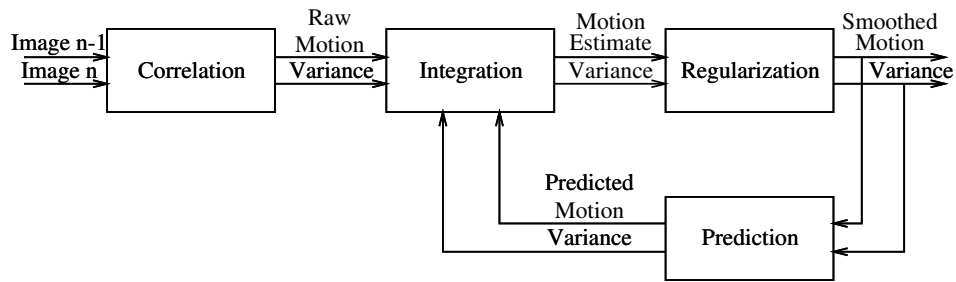 Image n-1
Image n
Correlation
Raw
Motion
Variance
Integration
Motion
Estimate
Variance
Regularization
Smoothed
Motion
Variance
Predicted
Motion
Variance
Prediction